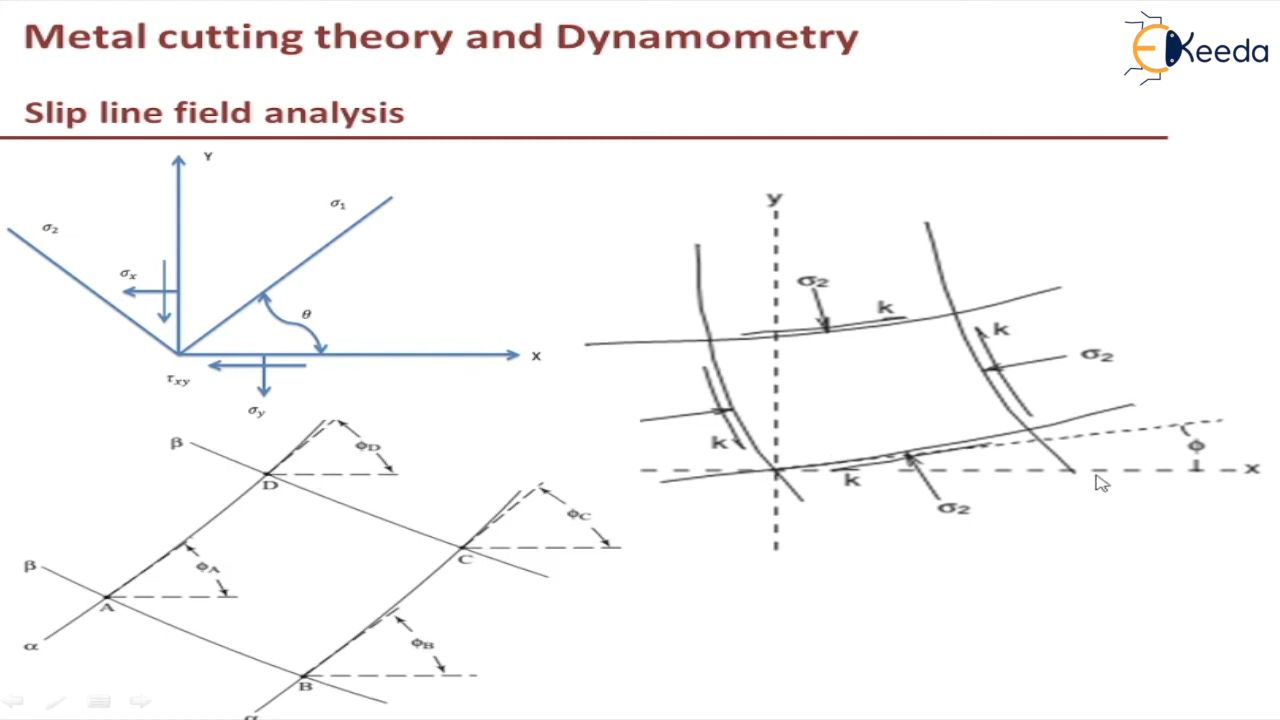 Metal cutting theory and Dynamometry
EKeeda
Slip line field analysis
Y
σ1
σ2
σx
θ
X
τxy
σy
y
σ2
k
k
σ2
k
ϕ
k
x
σ2
β
ϕD
D
ϕC
C
β
ϕA
A
α
ϕB
B
α